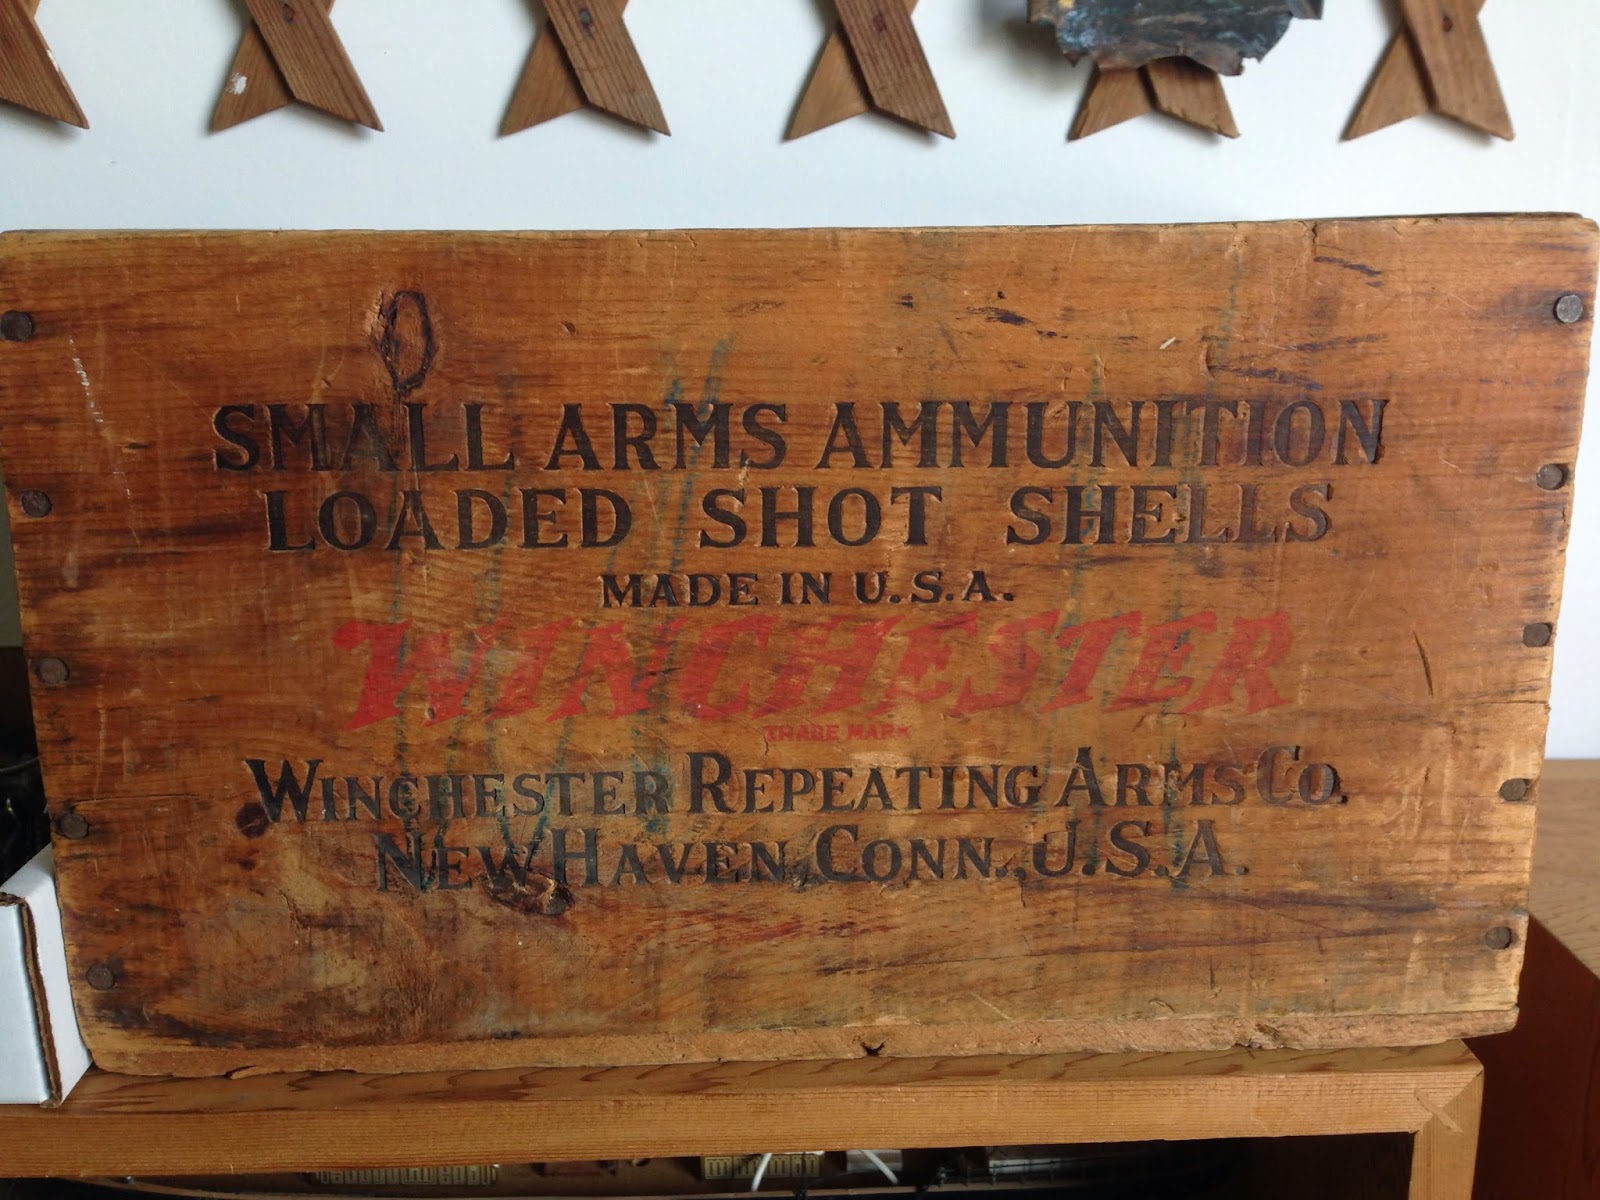 SMALL ARMS AMMUNITION
LOADED SHOT SHELLS
MADE IN U.S.A.
WINCHESTER
TRADE MARK
WINCHESTER REPEATING ARMS CO.
NEW HAVEN, CONN., U.S.A.